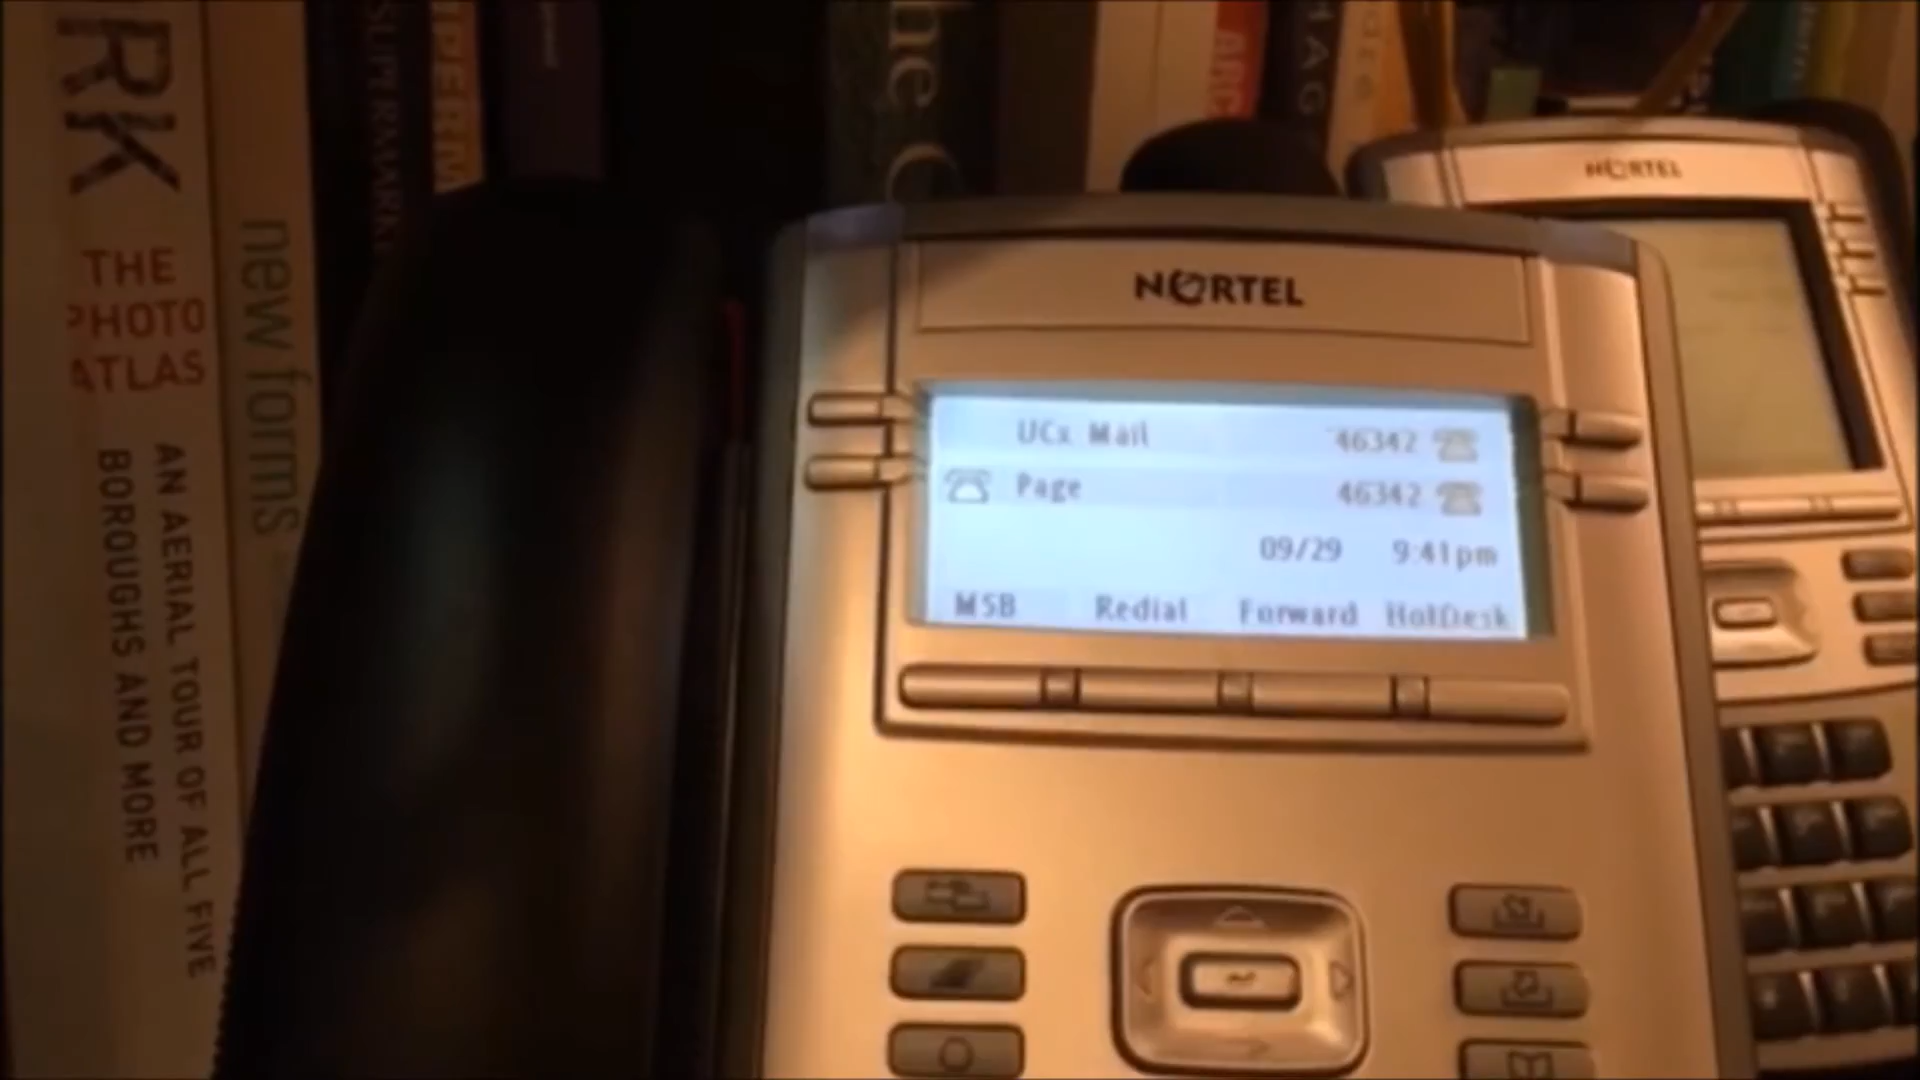 RK
THE
PHOTO
ATLAS
AN AERIAL TOUR OF ALL FIVE
BOROUGHS AND MORE
new forms
NORTEL
UCx Mail 46342
Page 46342
09/29 9:41pm
MSB Redial Forward HotDesk
NORTEL